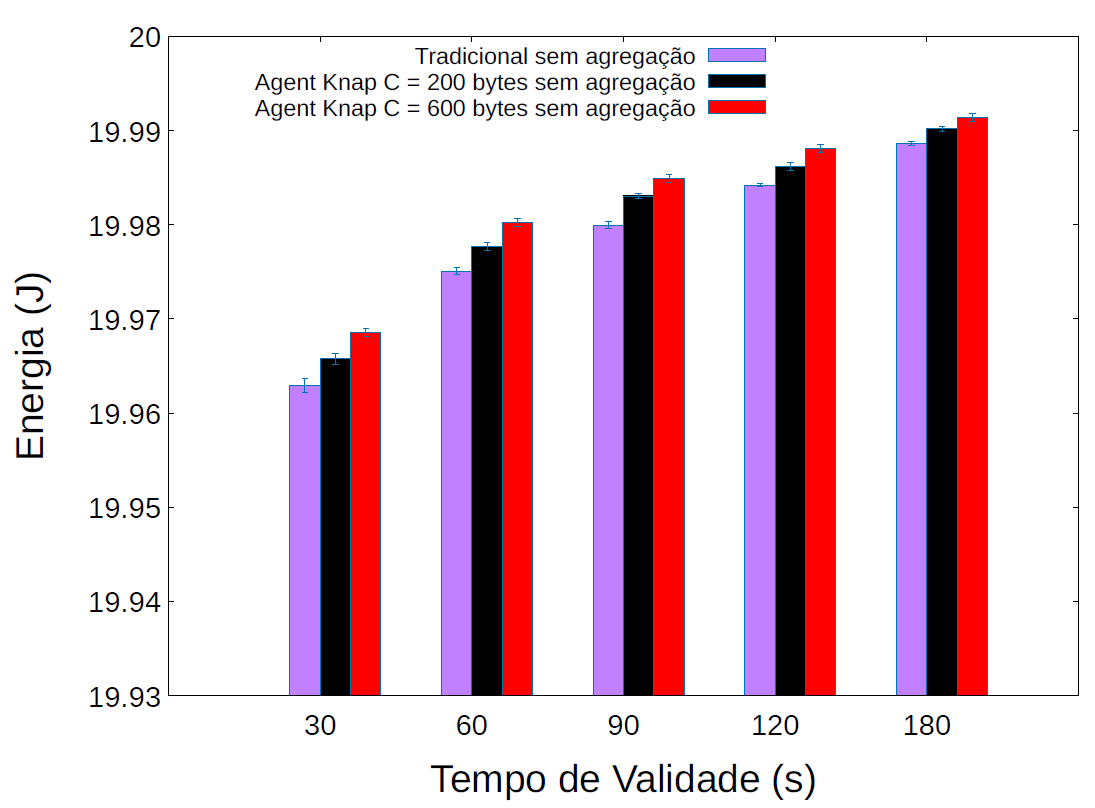 20
19.99
19.98
19.97
19.96
19.95
19.94
19.93
Tradicional sem agregação
Agent Knap C = 200 bytes sem agregação
Agent Knap C = 600 bytes sem agregação
Energia (J)
30 60 90 120 180
Tempo de Validade (s)